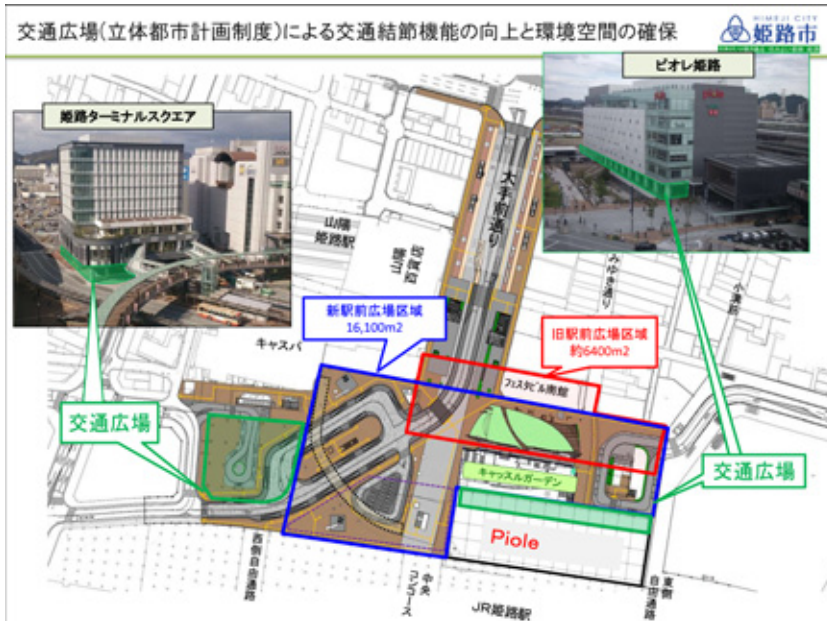 交通広場(立体都市計画制度)による交通結節機能の向上と環境空間の確保
HIMEJI CITY
姫路市
ピオレ姫路
姫路ターミナルスクエア
大手前通り
山陽
姫路駅
みゆき通り
小溝筋
新駅前広場区域
16,100m2
旧駅前広場区域
約6400m2
キャスパ
フェスタビル南館
交通広場
交通広場
キャッスルガーデン
Piole
西側自由通路
中央
コンコース
東側
自由通路
JR姫路駅